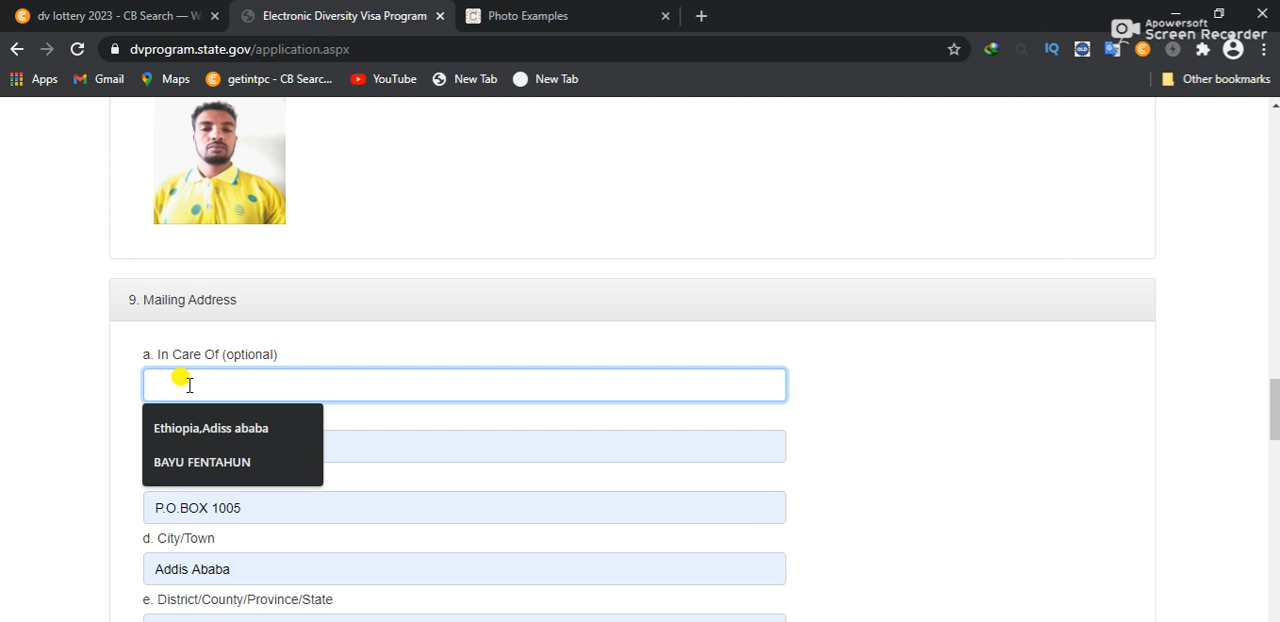 dv lottery 2023 - CB Search — W
Electronic Diversity Visa Program
Photo Examples
Apowersoft
Screen Recorder
dvprogram.state.gov/application.aspx
IQ
Apps
Gmail
Maps
getintpc - CB Searc...
YouTube
New Tab
New Tab
Other bookmarks
9. Mailing Address
a. In Care Of (optional)
Ethiopia,Adiss ababa
BAYU FENTAHUN
P.O.BOX 1005
d. City/Town
Addis Ababa
e. District/County/Province/State